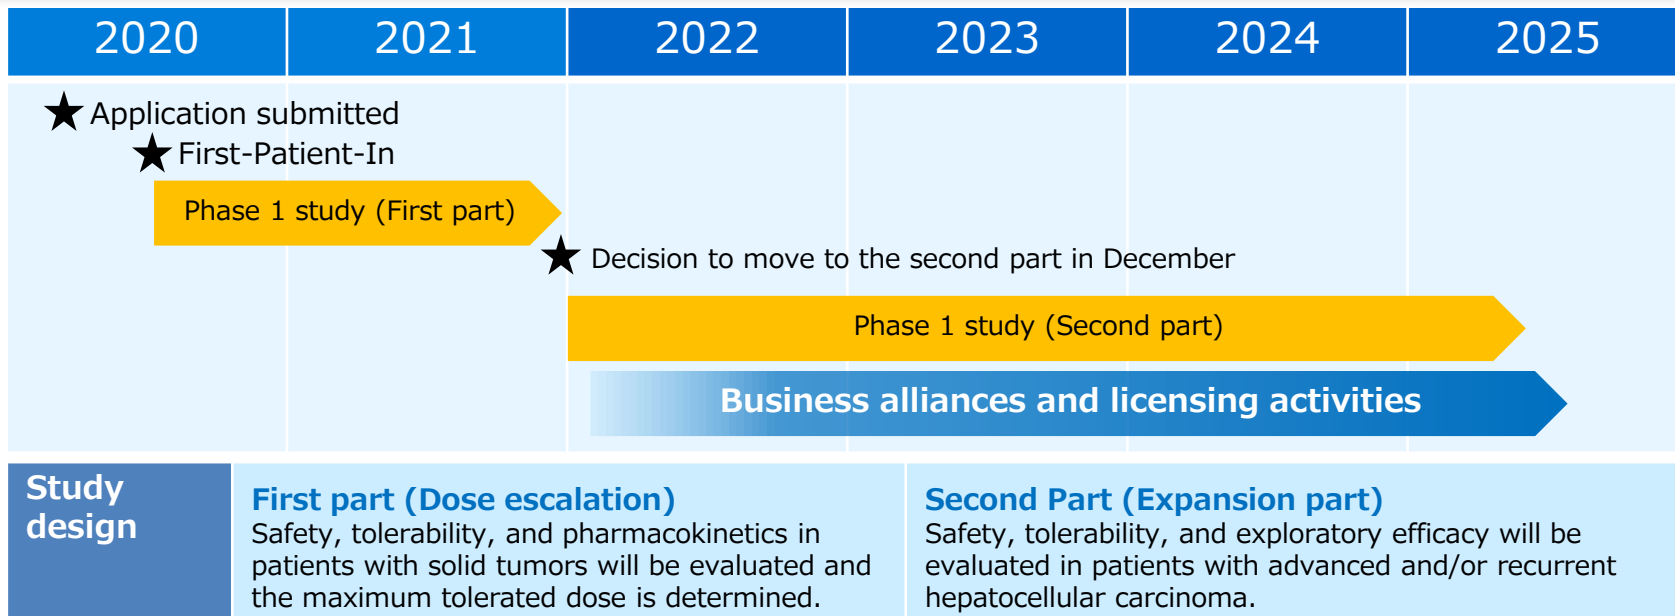 2020 2021 2022 2023 2024 2025
Application submitted
First-Patient-In
Phase 1 study (First part)
Decision to move to the second part in December
Phase 1 study (Second part)
Business alliances and licensing activities
Study
design
First part (Dose escalation)
Safety, tolerability, and pharmacokinetics in
patients with solid tumors will be evaluated and
the maximum tolerated dose is determined.
Second Part (Expansion part)
Safety, tolerability, and exploratory efficacy will be
evaluated in patients with advanced and/or recurrent
hepatocellular carcinoma.